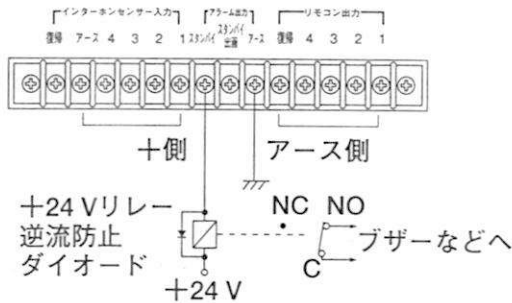 インターホンセンサー入力 アラーム出力 リモコン出力
復帰 アース 4 3 2 1 スタンバイ スタンバイ出遅 アース 復帰 4 3 2 1
+側 アース側
+24 Vリレー
逆流防止
ダイオード
+24 V
NC NO
C
ブザーなどへ